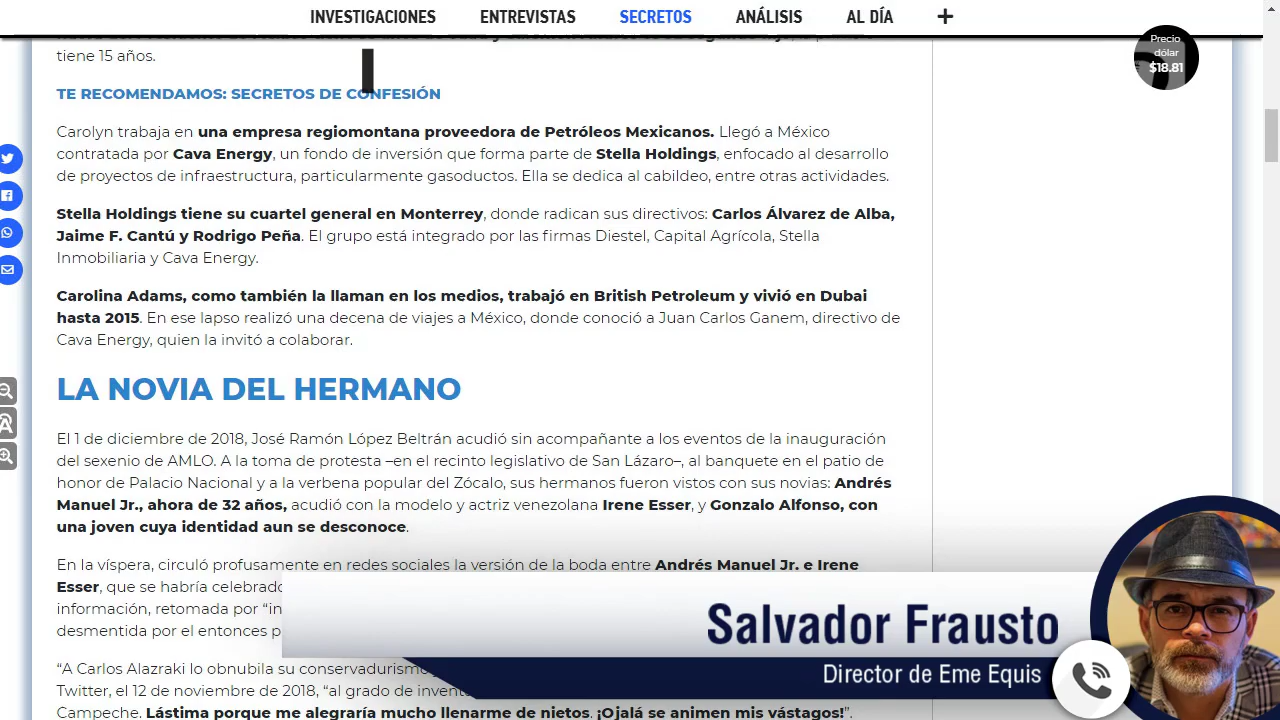 INVESTIGACIONES ENTREVISTAS SECRETOS ANÁLISIS AL DÍA +
Precio
dólar
$18.81
tiene 15 años.
TE RECOMENDAMOS: SECRETOS DE CONFESIÓN
Carolyn trabaja en una empresa regiomontana proveedora de Petróleos Mexicanos. Llegó a México
contratada por Cava Energy, un fondo de inversión que forma parte de Stella Holdings, enfocado al desarrollo
de proyectos de infraestructura, particularmente gasoductos. Ella se dedica al cabildeo, entre otras actividades.
Stella Holdings tiene su cuartel general en Monterrey, donde radican sus directivos: Carlos Álvarez de Alba,
Jaime F. Cantú y Rodrigo Peña. El grupo está integrado por las firmas Diestel, Capital Agrícola, Stella
Inmobiliaria y Cava Energy.
Carolina Adams, como también la llaman en los medios, trabajó en British Petroleum y vivió en Dubai
hasta 2015. En ese lapso realizó una decena de viajes a México, donde conoció a Juan Carlos Ganem, directivo de
Cava Energy, quien la invitó a colaborar.
LA NOVIA DEL HERMANO
El 1 de diciembre de 2018, José Ramón López Beltrán acudió sin acompañante a los eventos de la inauguración
del sexenio de AMLO. A la toma de protesta –en el recinto legislativo de San Lázaro–, al banquete en el patio de
honor de Palacio Nacional y a la verbena popular del Zócalo, sus hermanos fueron vistos con sus novias: Andrés
Manuel Jr., ahora de 32 años, acudió con la modelo y actriz venezolana Irene Esser, y Gonzalo Alfonso, con
una joven cuya identidad aun se desconoce.
En la víspera, circuló profusamente en redes sociales la versión de la boda entre Andrés Manuel Jr. e Irene
Esser, que se habría celebrado
información, retomada por “in
desmentida por el entonces p
“A Carlos Alazraki lo obnubila su conservadurism
Twitter, el 12 de noviembre de 2018, “al grado de invent
Campeche. Lástima porque me alegraría mucho llenarme de nietos. ¡Ojalá se animen mis vástagos!”.
Salvador Frausto
Director de Eme Equis